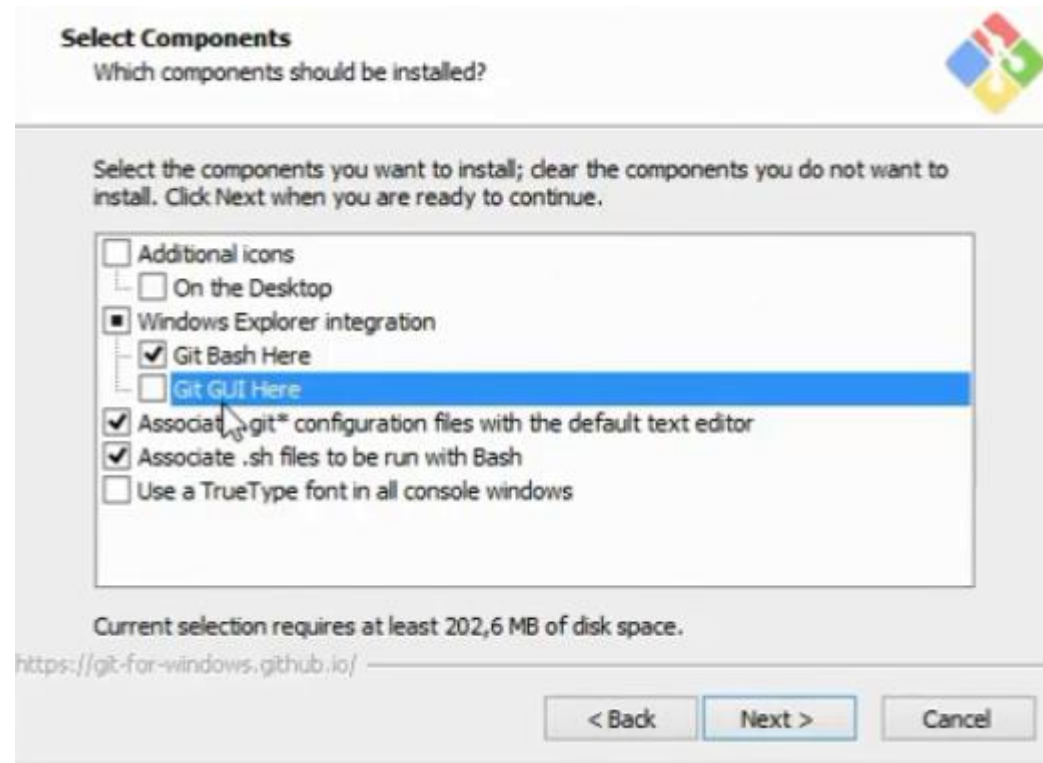 Select Components
Which components should be installed?
Select the components you want to install; clear the components you do not want to
install. Click Next when you are ready to continue.
Additional icons
On the Desktop
Windows Explorer integration
Git Bash Here
Git GUI Here
Associate .git* configuration files with the default text editor
Associate .sh files to be run with Bash
Use a TrueType font in all console windows
Current selection requires at least 202,6 MB of disk space.
https://git-for-windows.github.io/
< Back Next > Cancel